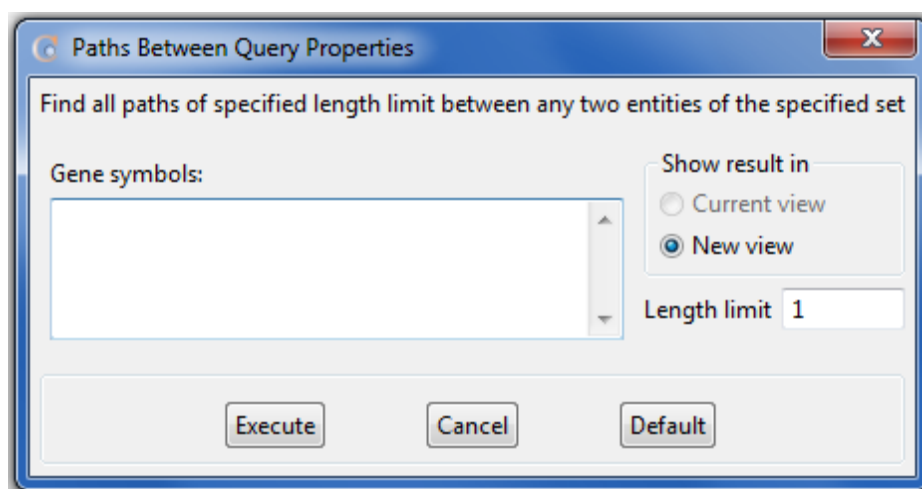 Paths Between Query Properties
Find all paths of specified length limit between any two entities of the specified set
Gene symbols:
Show result in
Current view
New view
Length limit 1
Execute Cancel Default